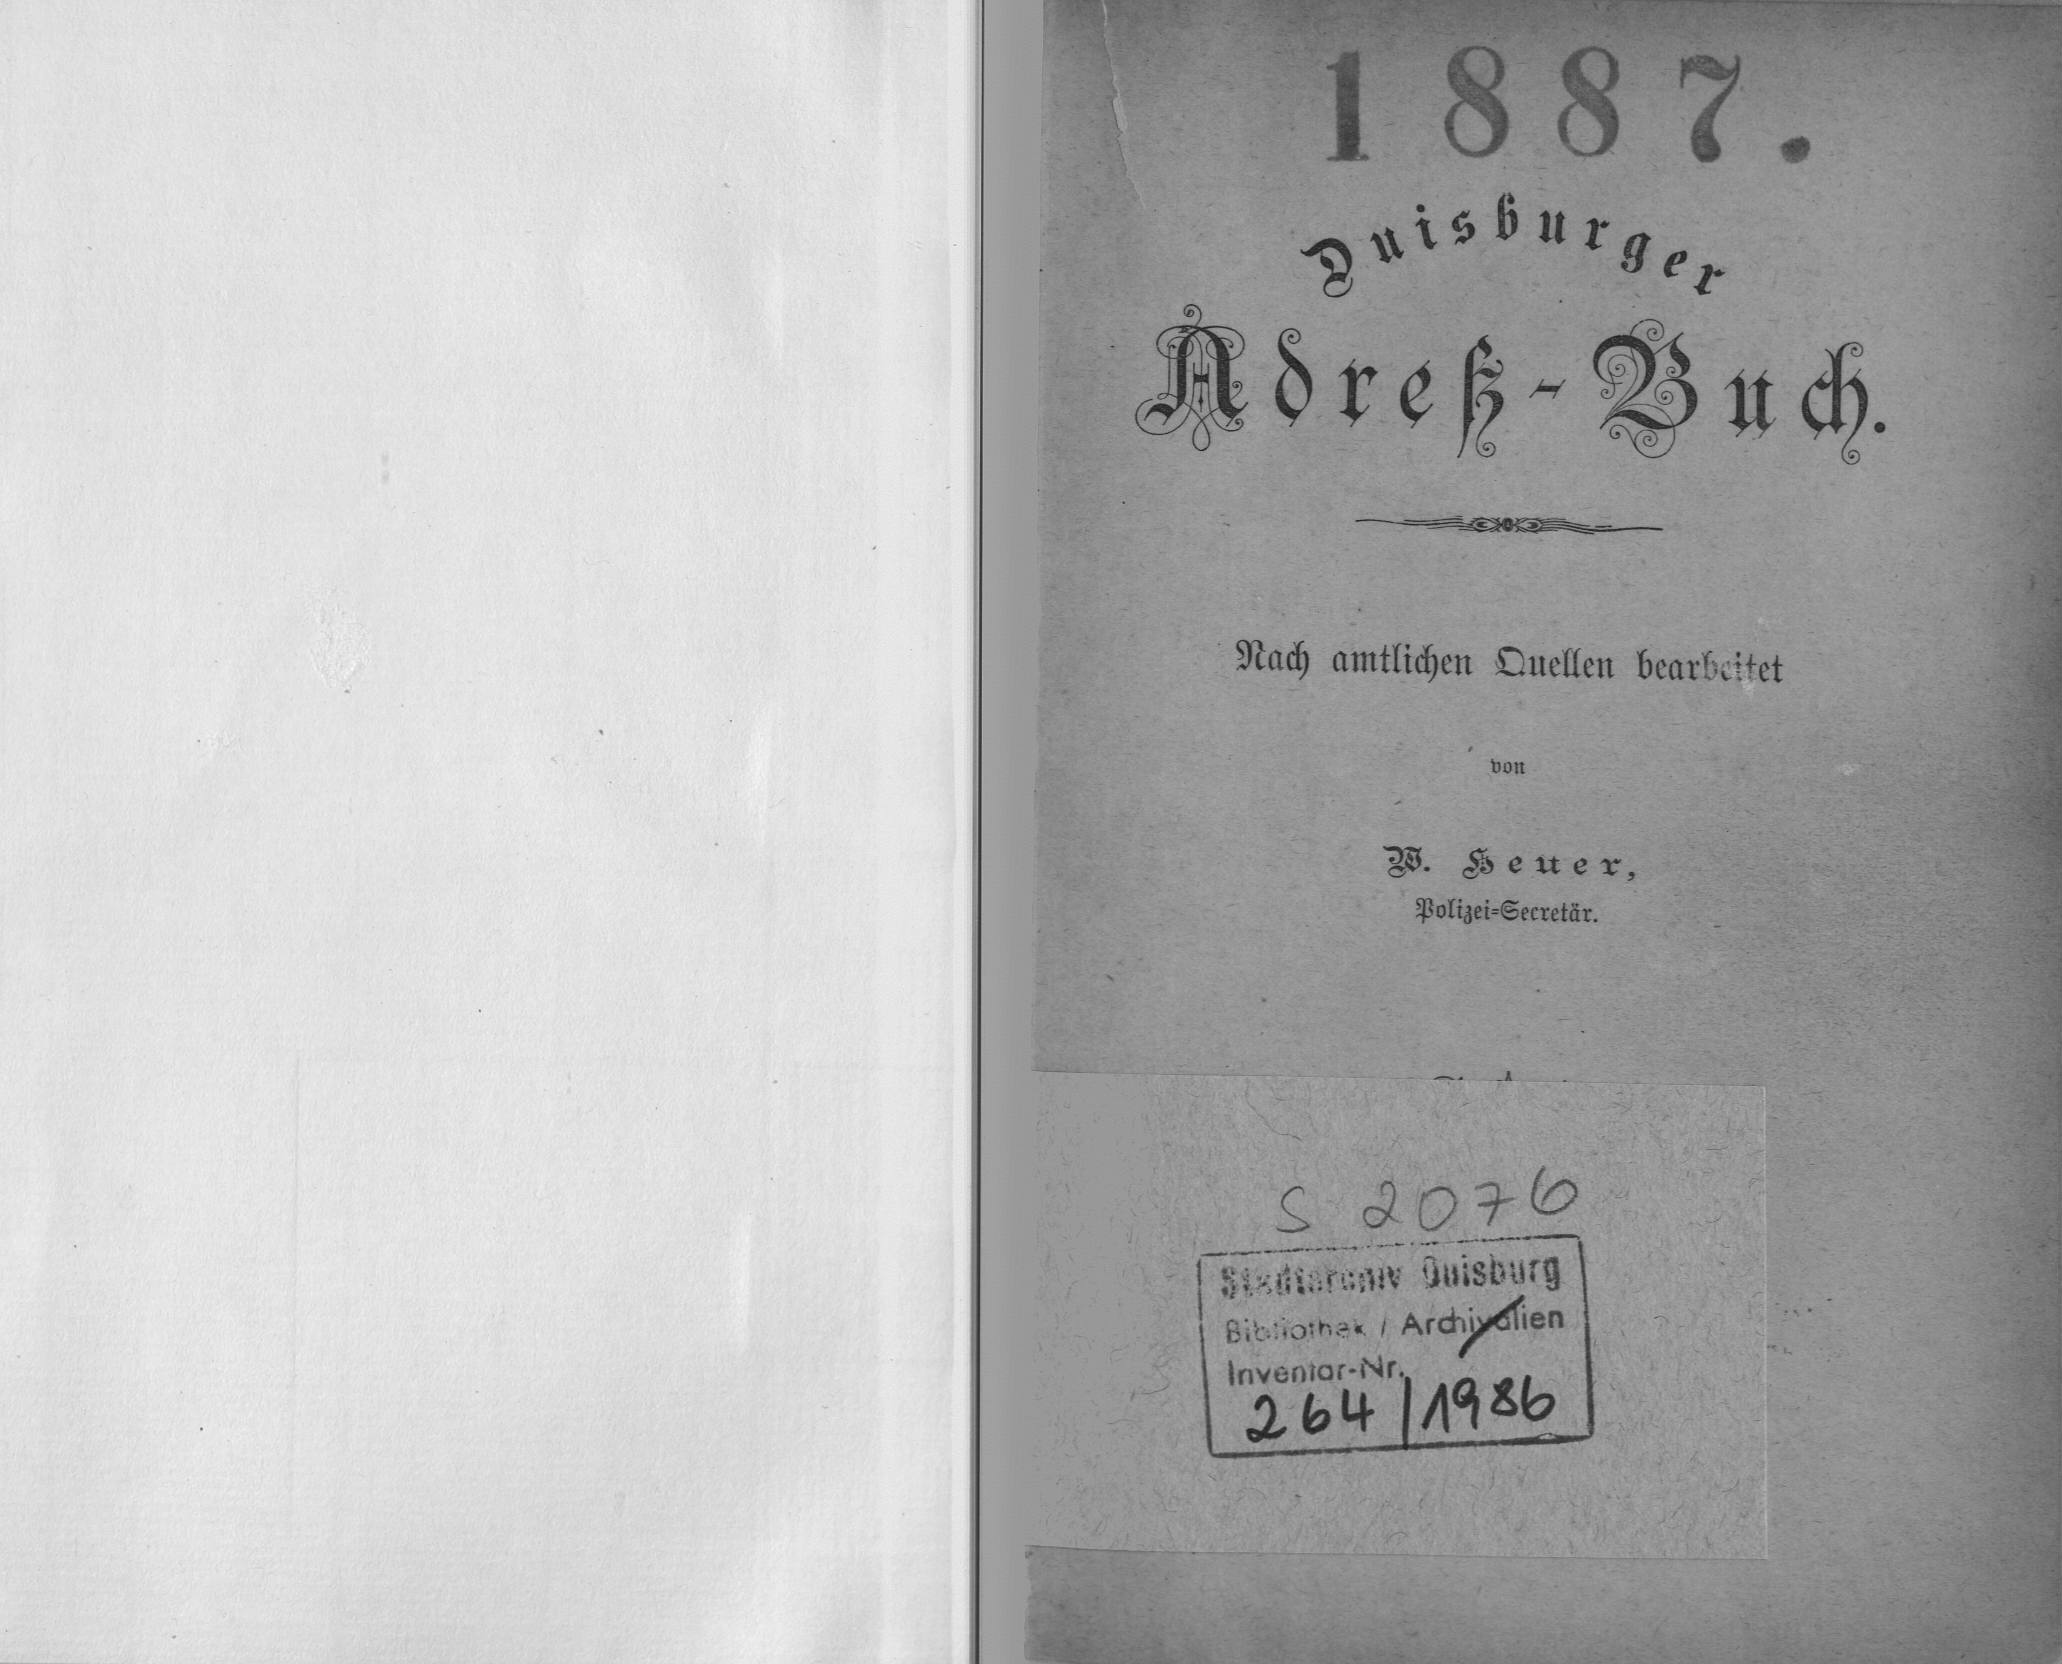 1887.
Duisburger
Adreß-Buch.
Nach amtlichen Quellen bearbeitet
von
W. Heuer,
Polizei=Secretär.
S 2076
Stadtarchiv Duisburg
Bibliothek / Archivalien
Inventar-Nr.
264/1986